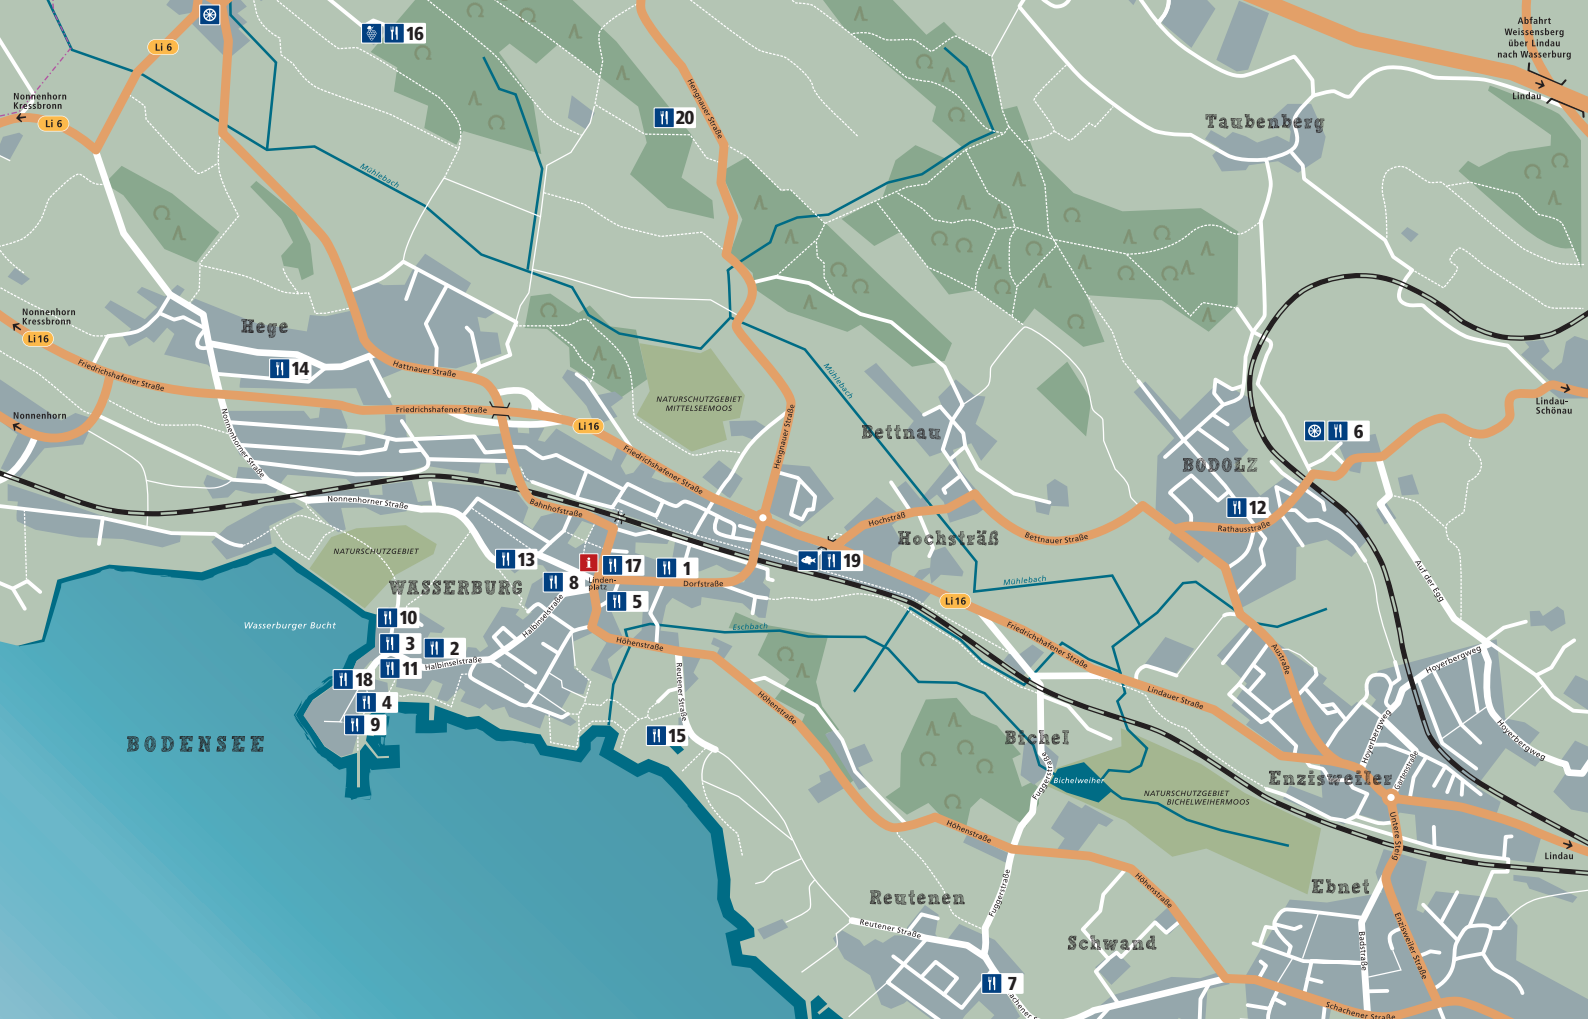 Abfahrt
Weissensberg
über Lindau
nach Wasserburg
Lindau
16
Li 6
Nonnenhorn
Kressbronn
Li 6
20
Hengnauer Straße
Taubenberg
Mühlebach
Nonnenhorn
Kressbronn
Li 16
Hege
14
Hattnauer Straße
Friedrichshafener Straße
Friedrichshafener Straße
Nonnenhorn
Nonnenhorner Straße
Li 16
NATURSCHUTZGEBIET
MITTELSEEMOOS
Mühlebach
Hengnauer Straße
Friedrichshafener Straße
Bettnau
Lindau-
Schönau
6
BODOLZ
12
Rathausstraße
Nonnenhorner Straße
Bahnhofstraße
Hochsträß
Hochsträß
Bettnauer Straße
NATURSCHUTZGEBIET
13
i
17
1
19
8
Linden-
platz
Dorfstraße
WASSERBURG
5
Mühlebach
Li 16
Auf der Egg
Halbinselstraße
10
Wasserburger Bucht
Eschbach
Höhenstraße
Friedrichshafener Straße
3
2
Halbinselstraße
11
18
4
9
Reutener Straße
15
Höhenstraße
Austraße
Hoyerbergweg
Lindauer Straße
Hoyerbergweg
Hoyerbergweg
BODENSEE
Bichel
Fuggerstraße
Bichelweiher
NATURSCHUTZGEBIET
BICHELWEIHERMOOS
Enzisweiler
Untere Steig
Lindau
Höhenstraße
Höhenstraße
Fuggerstraße
Reutenen
Reutener Straße
Ebnet
Schwand
Badstraße
Enzisweiler Straße
7
Schachener Straße